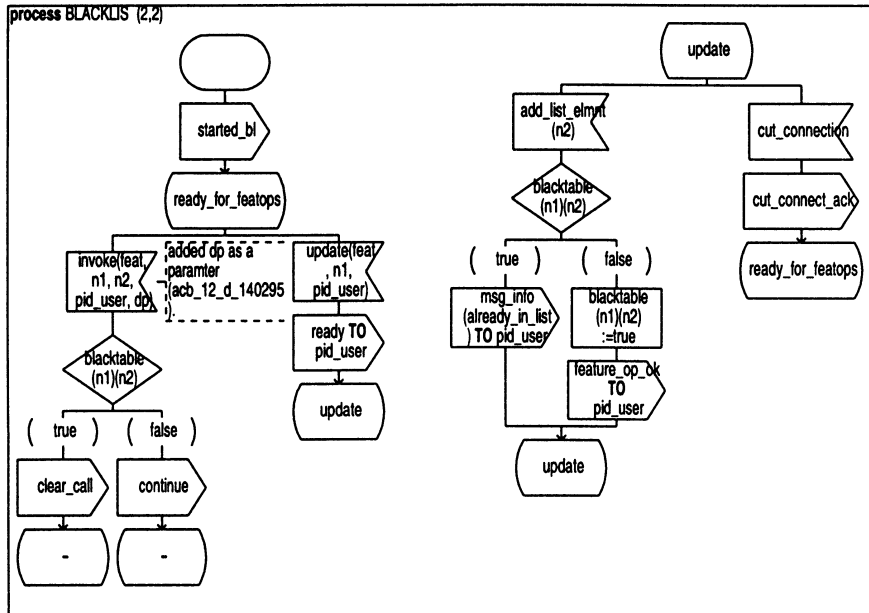 process BLACKLIS (2,2)
started_bl
ready_for_featops
invoke(feat,
n1, n2,
pid_user, dp)
added dp as a
paramter
(acb_12_d_140295
).
update(feat
, n1,
pid_user)
blacktable
(n1)(n2)
ready TO
pid_user
update
( true )
( false )
clear_call
continue
-
-
update
add_list_elmnt
(n2)
cut_connection
blacktable
(n1)(n2)
cut_connect_ack
ready_for_featops
( true )
( false )
msg_info
(already_in_list
) TO pid_user
blacktable
(n1)(n2)
:=true
feature_op_ok
TO
pid_user
update